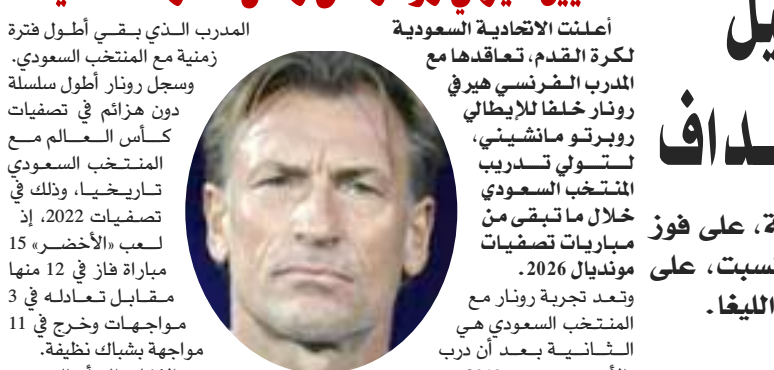 أعلنت الاتحادية السعودية
لكرة القدم، تعاقدها مع
المدرب الفرنسي هيرفي
رونار خلفا للإيطالي
روبرتو مانشيني،
لتولي تدريب
المنتخب السعودي
خلال ما تبقى من
مباريات تصفيات
مونديال 2026.
وتعد تجربة رونار مع
المنتخب السعودي هي
الثانية بعد أن درب
المدرب الذي بقي أطول فترة
زمنية مع المنتخب السعودي.
وسجل رونار أطول سلسلة
دون هزائم في تصفيات
كأس العالم مع
المنتخب السعودي
تاريخيا، وذلك في
تصفيات 2022، إذ
لعب «الأخضر» 15
مباراة فاز في 12 منها
مقابل تعادله في 3
مواجهات وخرج في 11
مواجهة بشباك نظيفة.
ة، على فوز
على
الليغا.